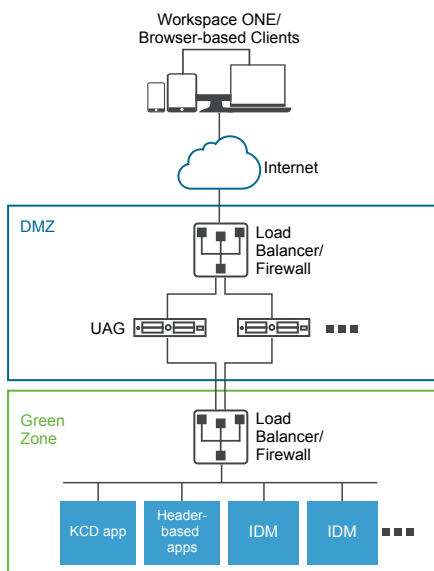 Workspace ONE/
Browser-based Clients
Internet
DMZ
Load
Balancer/
Firewall
UAG
Green
Zone
Load
Balancer/
Firewall
KCD app
Header-
based
apps
IDM
IDM